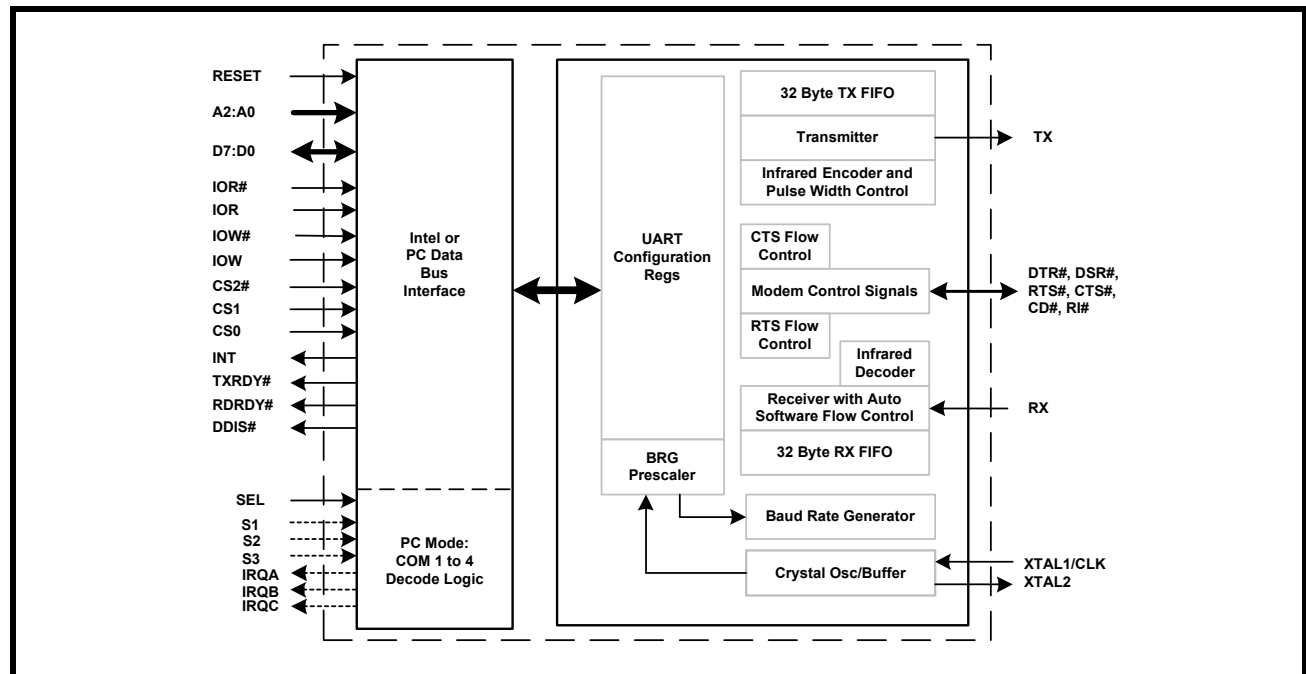 RESET
A2:A0
D7:D0
IOR#
IOR
IOW#
IOW
CS2#
CS1
CS0
INT
TXRDY#
RDRDY#
DDIS#
SEL
S1
S2
S3
IRQA
IRQB
IRQC
Intel or
PC Data
Bus
Interface
PC Mode:
COM 1 to 4
Decode Logic
UART
Configuration
Regs
BRG
Prescaler
32 Byte TX FIFO
Transmitter
Infrared Encoder and
Pulse Width Control
CTS Flow
Control
Modem Control Signals
RTS Flow
Control
Infrared
Decoder
Receiver with Auto
Software Flow Control
32 Byte RX FIFO
Baud Rate Generator
Crystal Osc/Buffer
TX
DTR#, DSR#,
RTS#, CTS#,
CD#, RI#
RX
XTAL1/CLK
XTAL2